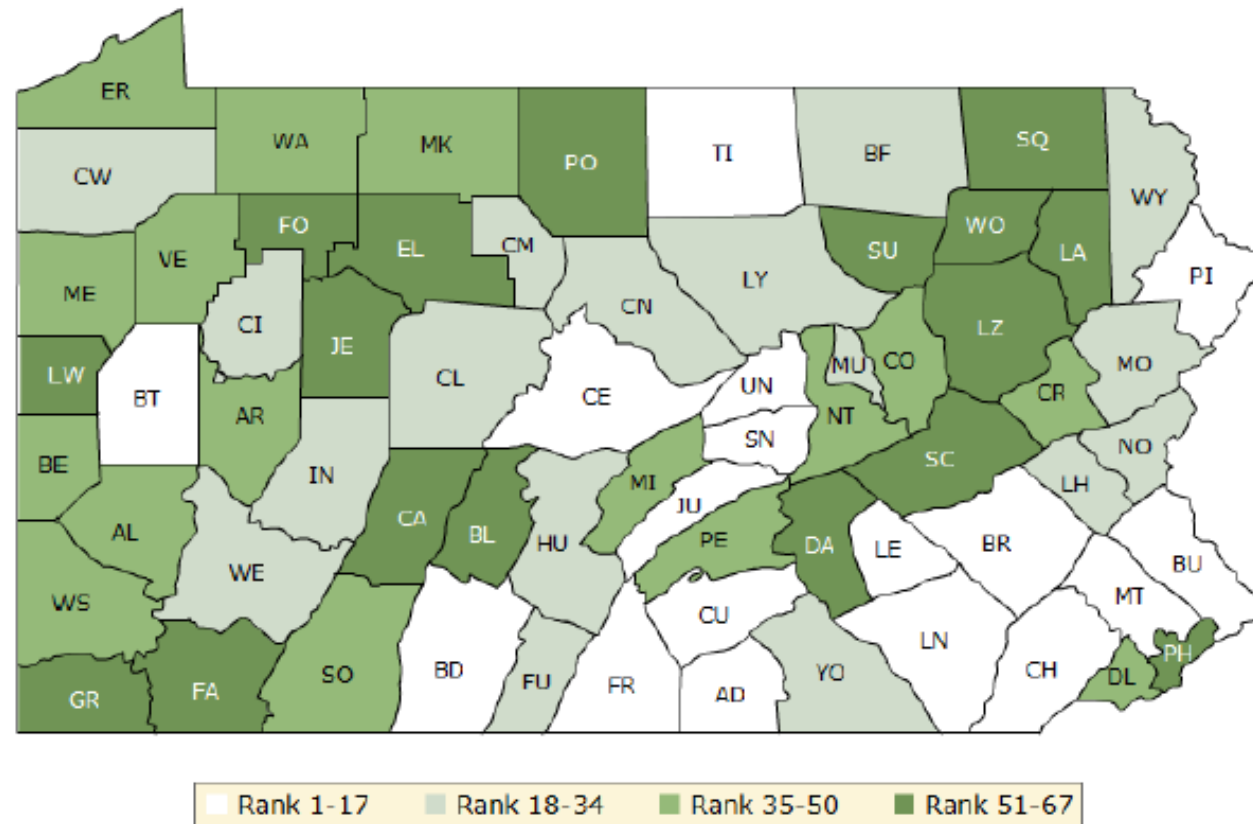 ER
WA
MK
PO
TI
BF
SQ
CW
WY
FO
EL
CM
SU
WO
LA
VE
ME
LY
PI
CI
CN
LW
JE
LZ
BT
CL
CE
UN
MU
CO
MO
AR
CR
SN
NT
BE
IN
MI
SC
NO
LH
AL
CA
BL
HU
JU
PE
DA
LE
BR
BU
WE
WS
CU
MT
LN
GR
FA
SO
BD
FU
FR
AD
YO
CH
DL
PH
Rank 1-17 Rank 18-34 Rank 35-50 Rank 51-67